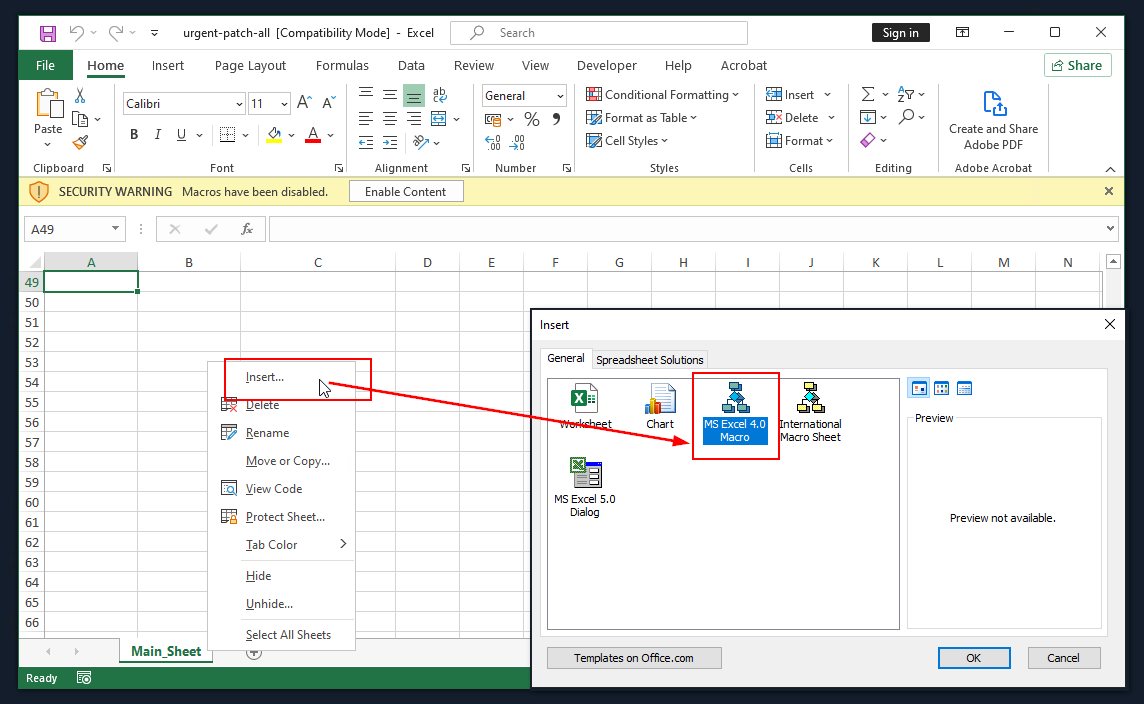 urgent-patch-all [Compatibility Mode] - Excel
Search
Sign in
File Home Insert Page Layout Formulas Data Review View Developer Help Acrobat
Share
Paste
Clipboard
Calibri
11
A A
ab
B I U
A
Font
Alignment
General
%
.00
.00
Number
Conditional Formatting
Format as Table
Cell Styles
Styles
Insert
Delete
Format
Cells
Editing
Create and Share
Adobe PDF
Adobe Acrobat
SECURITY WARNING Macros have been disabled.
Enable Content
A49
fx
A B C D E F G H I J K L M N
49
50
51
52
53
54
55
56
57
58
59
60
61
62
63
64
65
66
Insert...
Delete
Rename
Move or Copy...
View Code
Protect Sheet...
Tab Color
Hide
Unhide...
Select All Sheets
Main_Sheet
Ready
Insert
General
Spreadsheet Solutions
Worksheet
Chart
MS Excel 4.0
Macro
International
Macro Sheet
MS Excel 5.0
Dialog
Preview
Preview not available.
Templates on Office.com
OK
Cancel